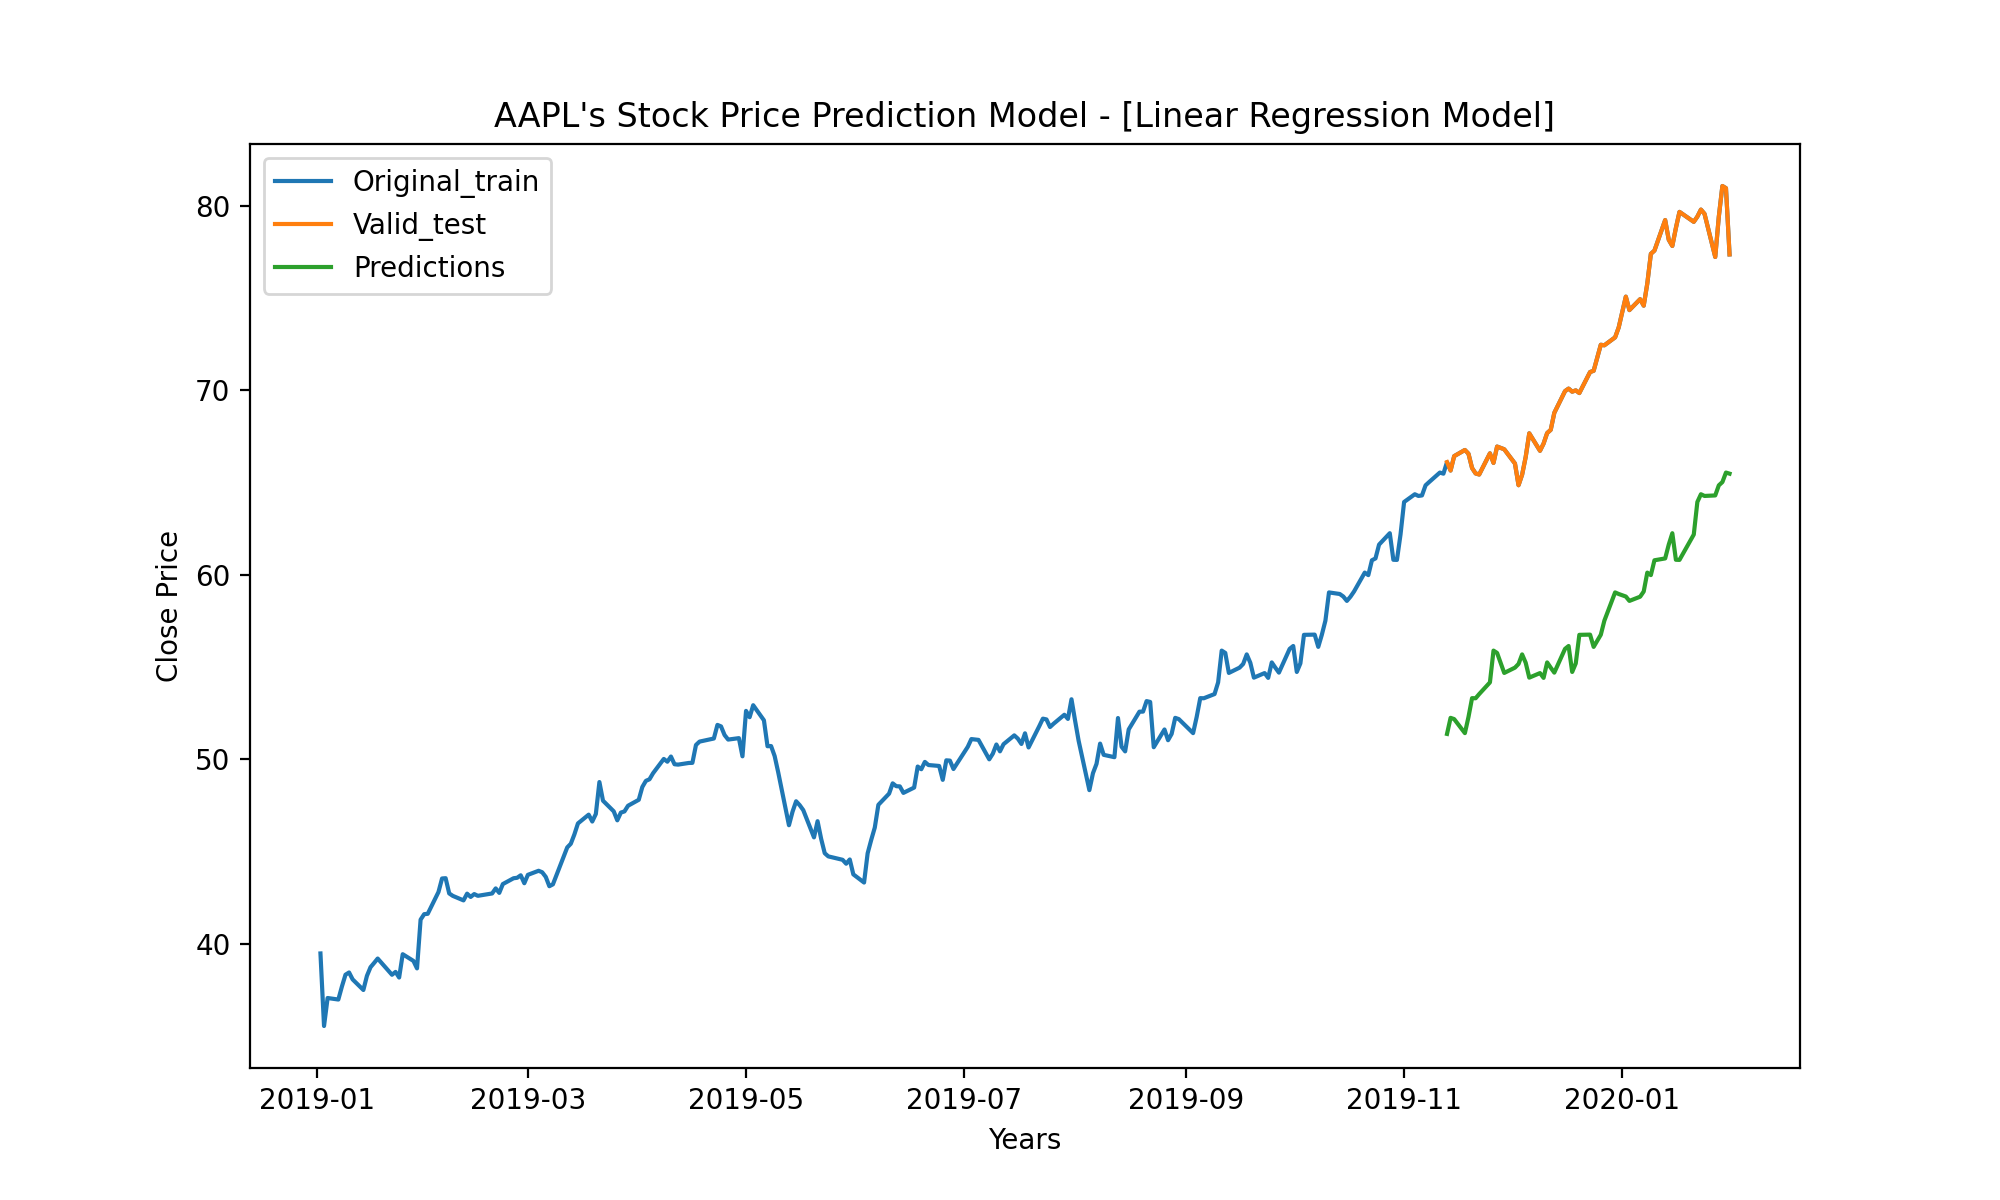 AAPL's Stock Price Prediction Model - [Linear Regression Model]
Original_train
Valid_test
Predictions
80
70
60
50
40
Close Price
2019-01 2019-03 2019-05 2019-07 2019-09 2019-11 2020-01
Years